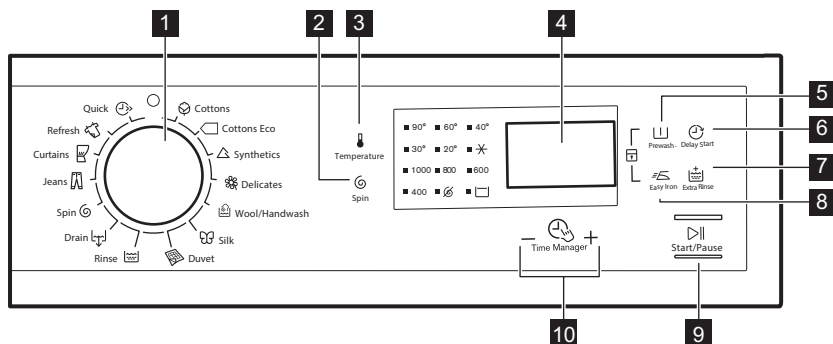 1
2
3
4
5
6
7
8
9
10
Quick
Refresh
Curtains
Jeans
Spin
Drain
Rinse
Cottons
Cottons Eco
Synthetics
Delicates
Wool/Handwash
Silk
Duvet
Temperature
Spin
90° 60° 40°
30° 20°
1000 800 600
400
Time Manager
Prewash
Delay Start
Easy Iron
Extra Rinse
Start/Pause